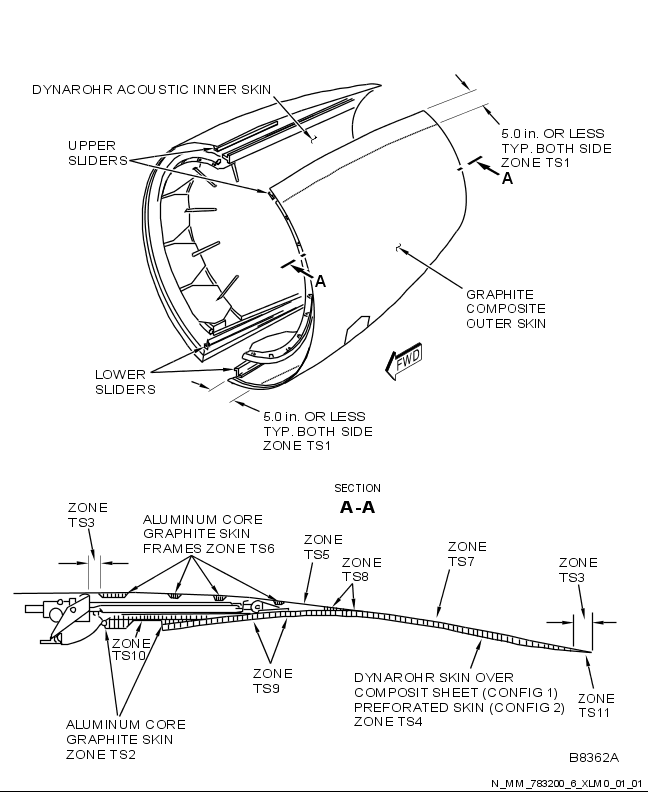 DYNAROHR ACOUSTIC INNER SKIN
UPPER
SLIDERS
5.0 in. OR LESS
TYP. BOTH SIDE
ZONE TS1
A
A
GRAPHITE
COMPOSITE
OUTER SKIN
FWD
LOWER
SLIDERS
5.0 in. OR LESS
TYP. BOTH SIDE
ZONE TS1
SECTION
A-A
ZONE
TS3
ALUMINUM CORE
GRAPHITE SKIN
FRAMES ZONE TS6
ZONE
TS5
ZONE
TS8
ZONE
TS7
ZONE
TS3
ZONE
TS10
ZONE
TS9
DYNAROHR SKIN OVER
COMPOSIT SHEET (CONFIG 1)
PREFORATED SKIN (CONFIG 2)
ZONE TS4
ZONE
TS11
ALUMINUM CORE
GRAPHITE SKIN
ZONE TS2
B8362A
N_MM_783200_6_XLM0_01_01